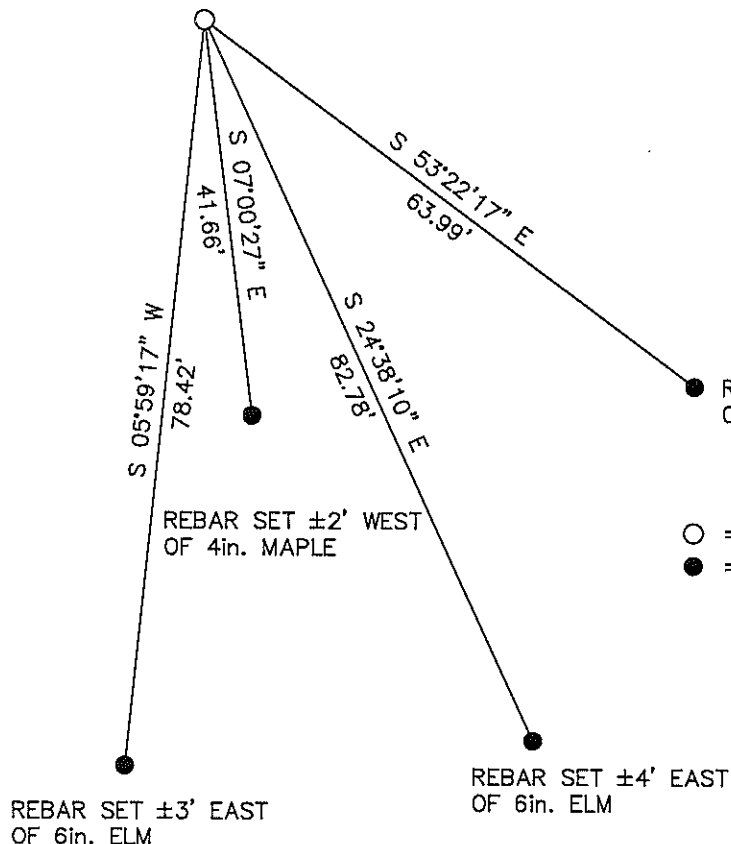 S 53°22'17" E
63.99'
S 07°00'27" E
41.66'
S 24°38'10" E
82.78'
S 05°59'17" W
78.42'
REBAR SET ±2' WEST
OF 4in. MAPLE
=
=
REBAR SET ±4' EAST
OF 6in. ELM
REBAR SET ±3' EAST
OF 6in. ELM